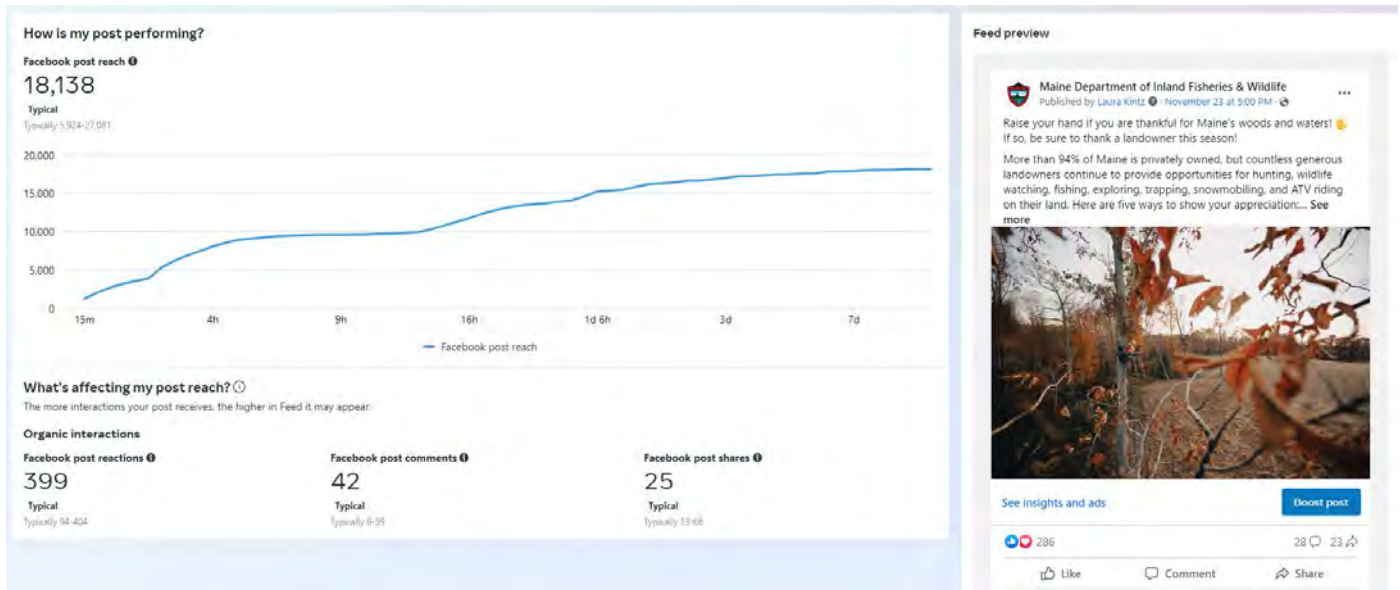 How is my post performing?
Facebook post reach
18,138
Typical
Typically 5,924-27,081
20,000
15,000
10,000
5,000
0
15m 4h 9h 16h 1d 6h 3d 7d
Facebook post reach
What's affecting my post reach?
The more interactions your post receives, the higher in Feed it may appear.
Organic interactions
Facebook post reactions Facebook post comments Facebook post shares
399 42 25
Typical Typical Typical
Typically 94-404 Typically Typically
Feed preview
Maine Department of Inland Fisheries & Wildlife
Published by Laura Kintz · November 23 at 5:00 PM ·
Raise your hand if you are thankful for Maine's woods and waters!
If so, be sure to thank a landowner this season!
More than 94% of Maine is privately owned, but countless generous
landowners continue to provide opportunities for hunting, wildlife
watching, fishing, exploring, trapping, snowmobiling, and ATV riding
on their land. Here are five ways to show your appreciation:... See
more
See insights and ads Boost post
286 28 23
Like Comment Share